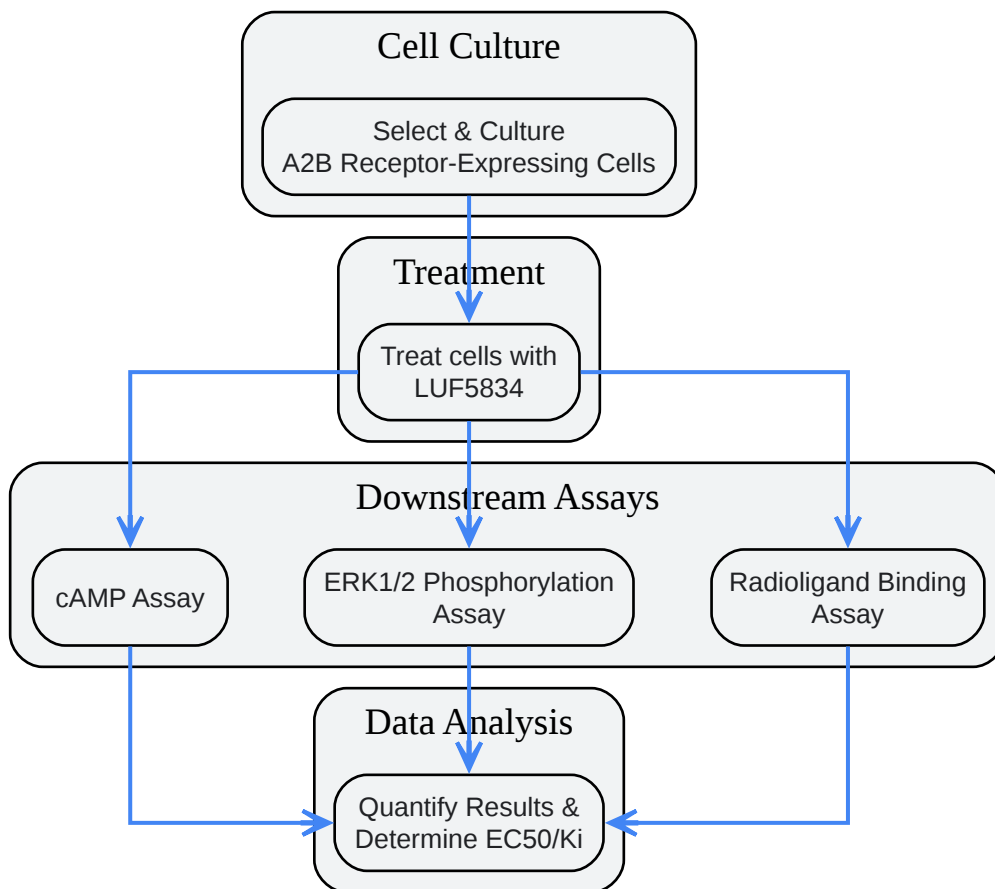 Cell Culture
Select & Culture
A2B Receptor-Expressing Cells
Treatment
Treat cells with
LUF5834
Downstream Assays
cAMP Assay
ERK1/2 Phosphorylation
Assay
Radioligand Binding
Assay
Data Analysis
Quantify Results &
Determine EC50/Ki